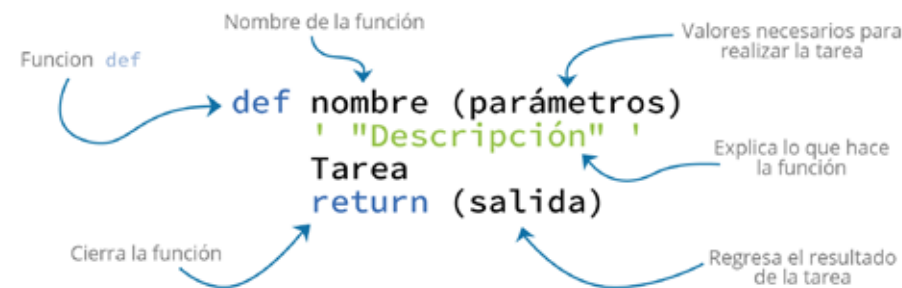 Nombre de la función
Valores necesarios para
realizar la tarea
Funcion def
def nombre (parámetros)
' "Descripción" '
Explica lo que hace
la función
Tarea
return (salida)
Cierra la función
Regresa el resultado
de la tarea